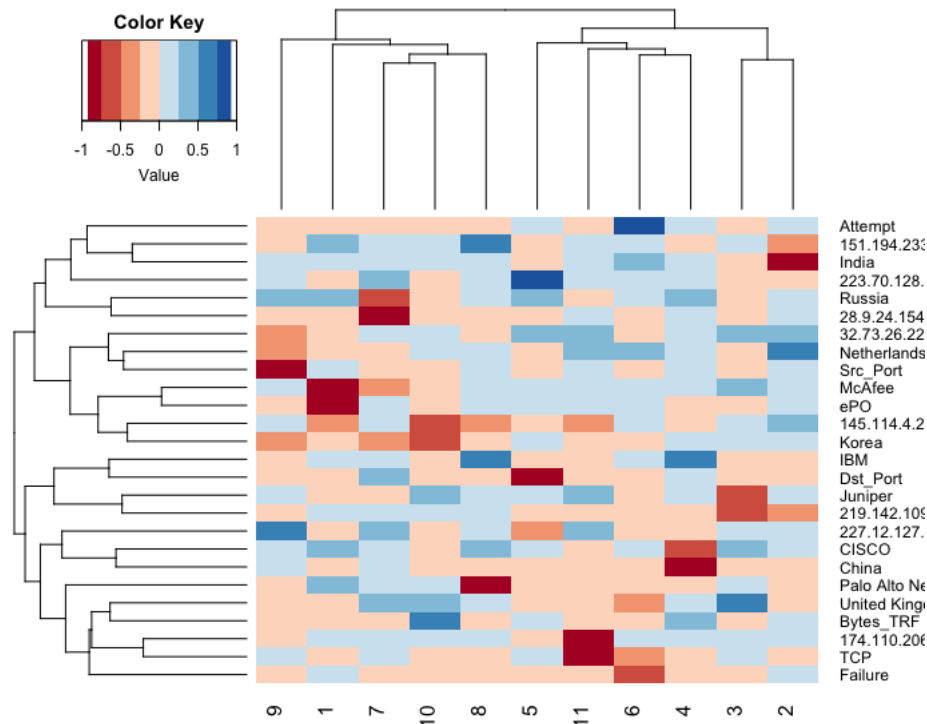 Color Key
-1 -0.5 0 0.5 1
Value
Attempt
151.194.233
India
223.70.128.
Russia
28.9.24.154
32.73.26.22
Netherlands
Src_Port
McAfee
ePO
145.114.4.2
Korea
IBM
Dst_Port
Juniper
219.142.109
227.12.127.
CISCO
China
Palo Alto Ne
United Kinge
Bytes_TRF
174.110.206
TCP
Failure
9 1 7 10 8 5 11 6 4 3 2